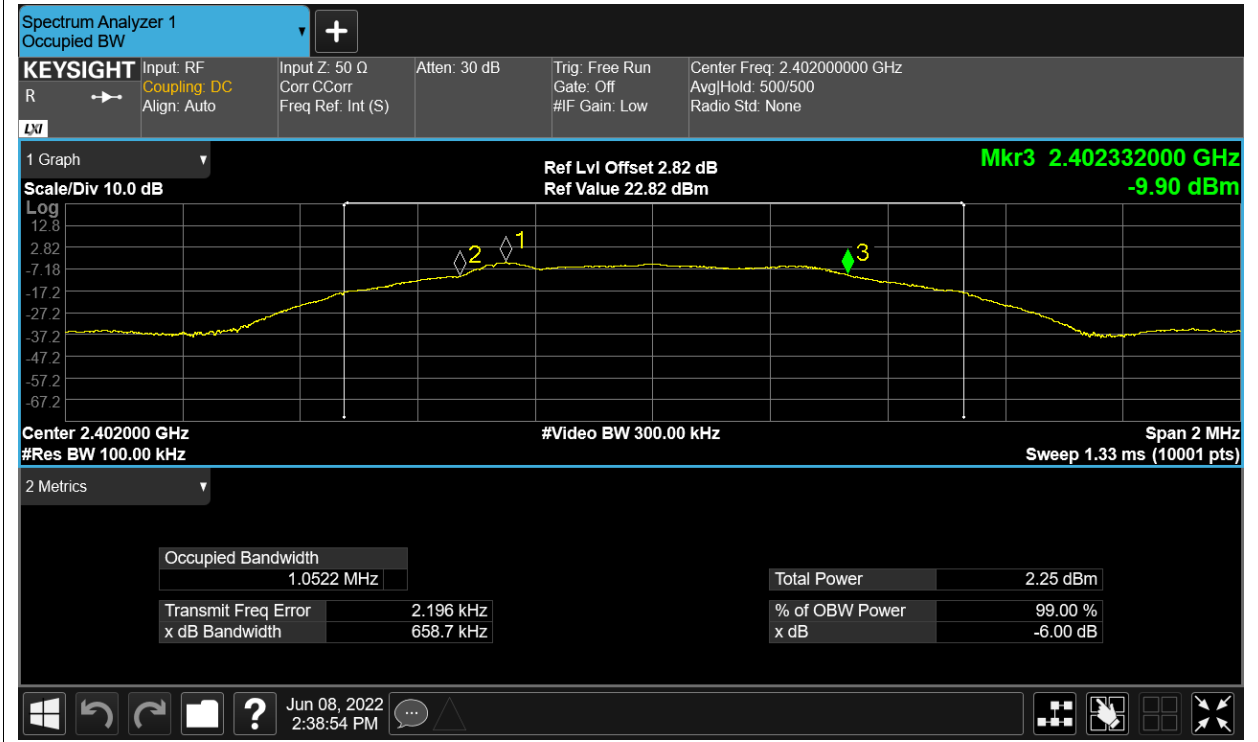 Spectrum Analyzer 1
Occupied BW
KEYSIGHT
R
LXI
Input: RF
Coupling: DC
Align: Auto
Input Z: 50 Ω
Corr CCorr
Freq Ref: Int (S)
Atten: 30 dB
Trig: Free Run
Gate: Off
#IF Gain: Low
Center Freq: 2.402000000 GHz
Avg|Hold: 500/500
Radio Std: None
1 Graph
Scale/Div 10.0 dB
Ref Lvl Offset 2.82 dB
Ref Value 22.82 dBm
Mkr3 2.402332000 GHz
-9.90 dBm
Log
12.8
2.82
-7.18
-17.2
-27.2
-37.2
-47.2
-57.2
-67.2
2
1
3
Center 2.402000 GHz
#Res BW 100.00 kHz
#Video BW 300.00 kHz
Span 2 MHz
Sweep 1.33 ms (10001 pts)
2 Metrics
Occupied Bandwidth
1.0522 MHz
Transmit Freq Error 2.196 kHz
x dB Bandwidth 658.7 kHz
Total Power 2.25 dBm
% of OBW Power 99.00 %
x dB -6.00 dB
?
Jun 08, 2022
2:38:54 PM